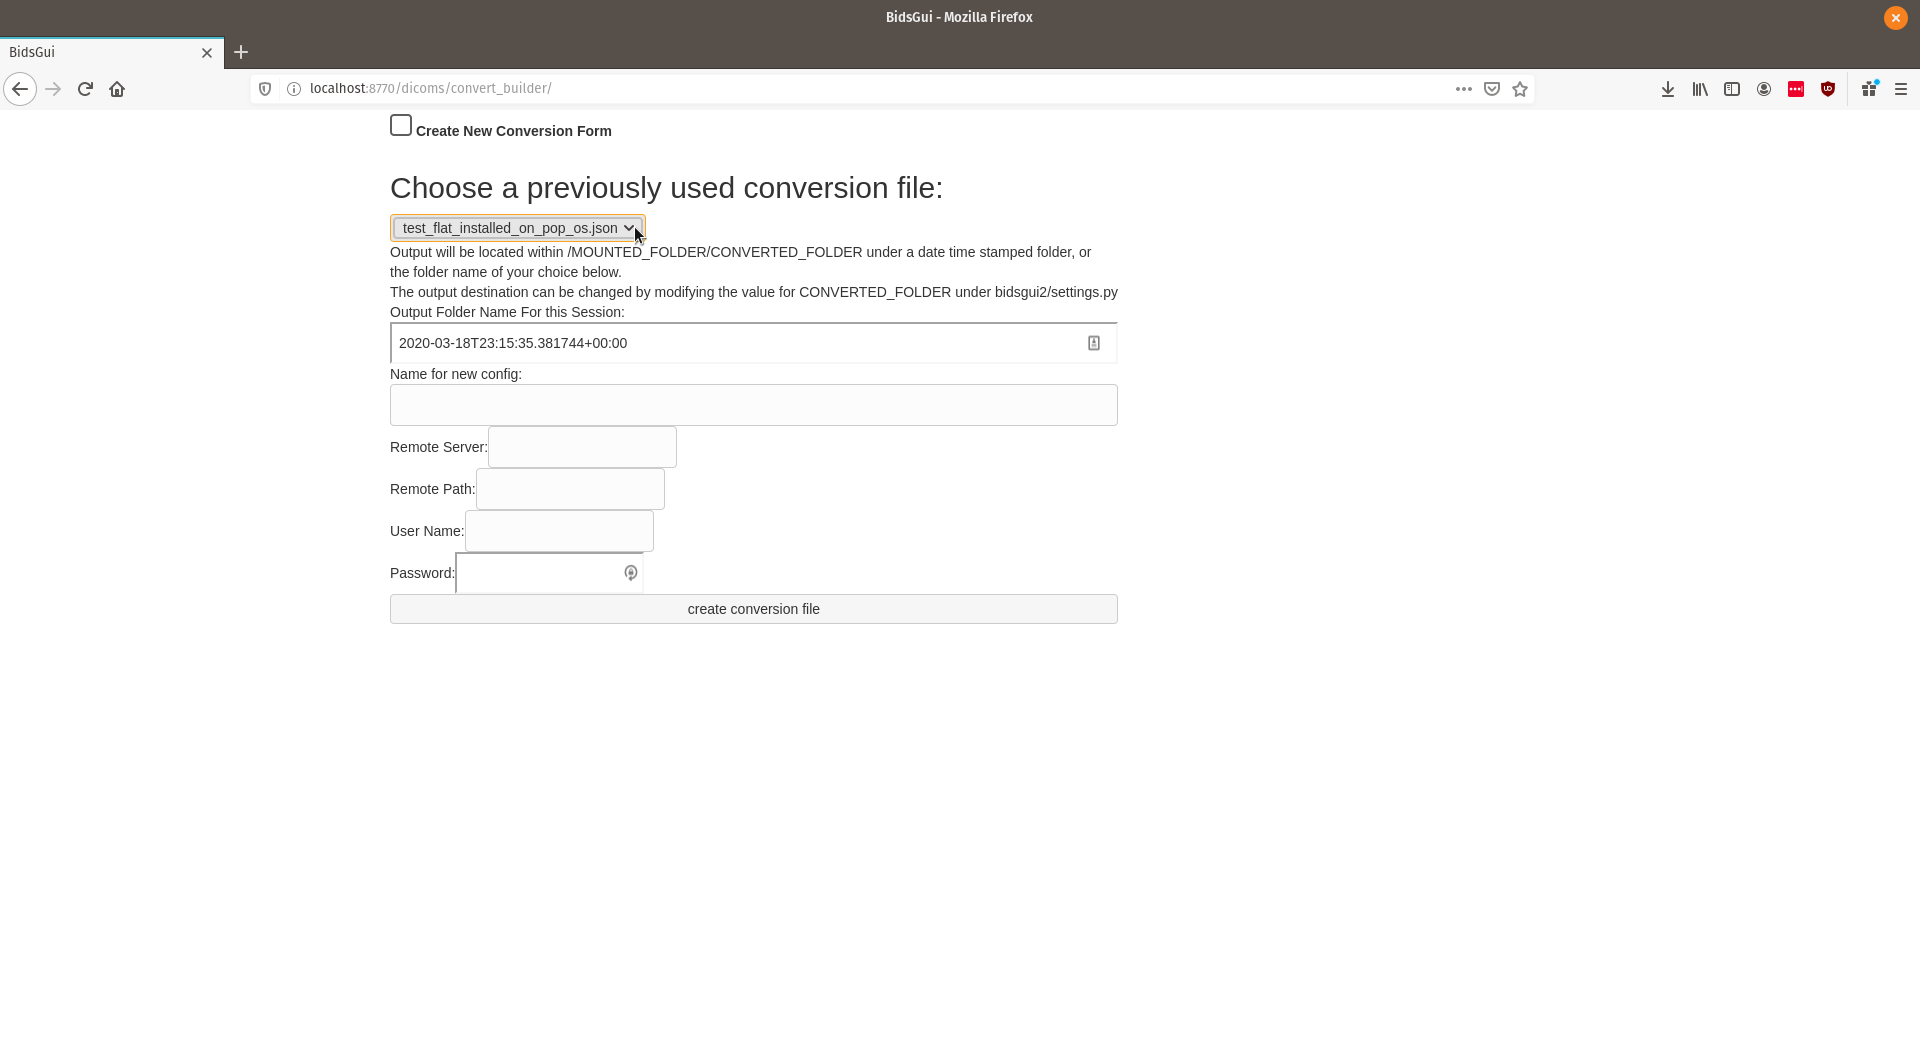 BidsGui - Mozilla Firefox
BidsGui
localhost:8770/dicoms/convert_builder/
Create New Conversion Form
Choose a previously used conversion file:
test_flat_installed_on_pop_os.json
Output will be located within /MOUNTED_FOLDER/CONVERTED_FOLDER under a date time stamped folder, or
the folder name of your choice below.
The output destination can be changed by modifying the value for CONVERTED_FOLDER under bidsgui2/settings.py
Output Folder Name For this Session:
2020-03-18T23:15:35.381744+00:00
Name for new config:
Remote Server:
Remote Path:
User Name:
Password:
create conversion file